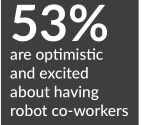 53%
are optimistic
and excited
about having
robot co-workers